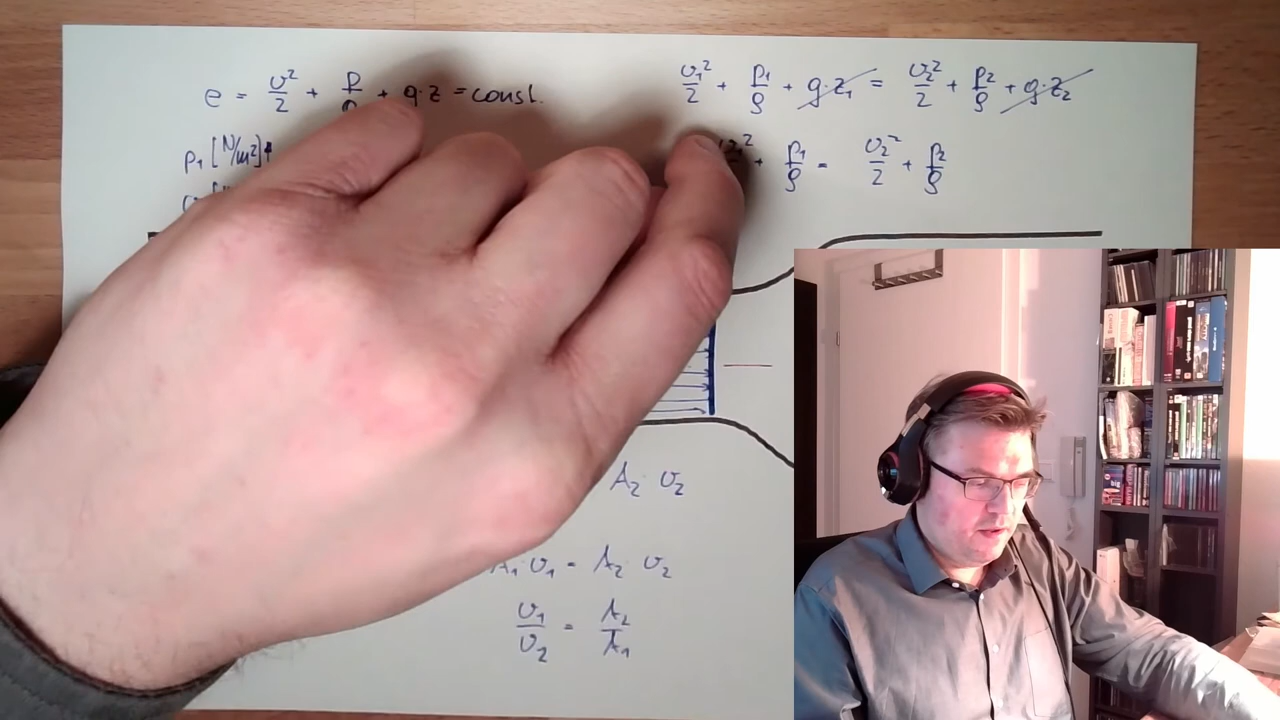 e = v²/2 + p/ρ + g·z = const.
v₁²/2 + p₁/ρ + g·z₁ = v₂²/2 + p₂/ρ + g·z₂
p₁ [N/m²]
v₁²/2 + p₁/ρ = v₂²/2 + p₂/ρ
A₂ v₂
A₁·v₁ = A₂ v₂
v₁/v₂ = A₂/A₁
big